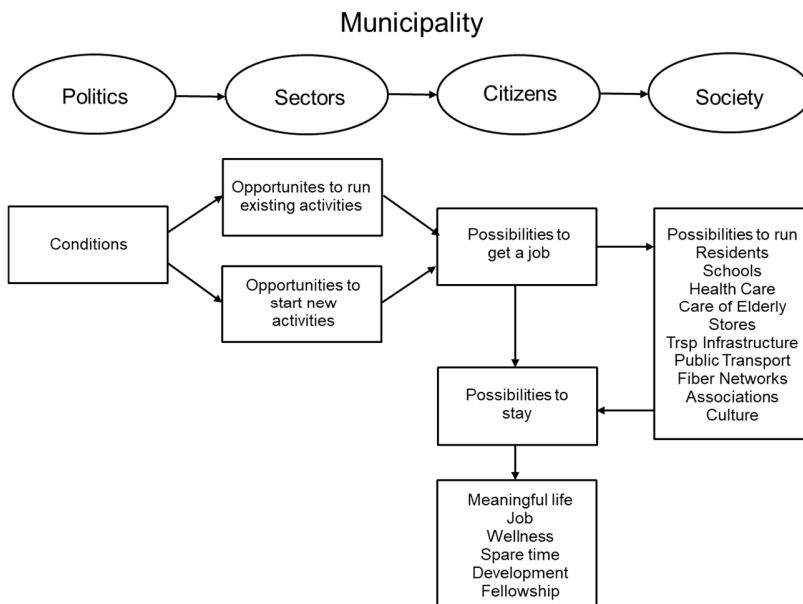 Municipality
Politics
Sectors
Citizens
Society
Conditions
Opportunites to run
existing activities
Opportunities to
start new
activities
Possibilities to
get a job
Possibilities to
stay
Meaningful life
Job
Wellness
Spare time
Development
Fellowship
Possibilities to run
Residents
Schools
Health Care
Care of Elderly
Stores
Trsp Infrastructure
Public Transport
Fiber Networks
Associations
Culture